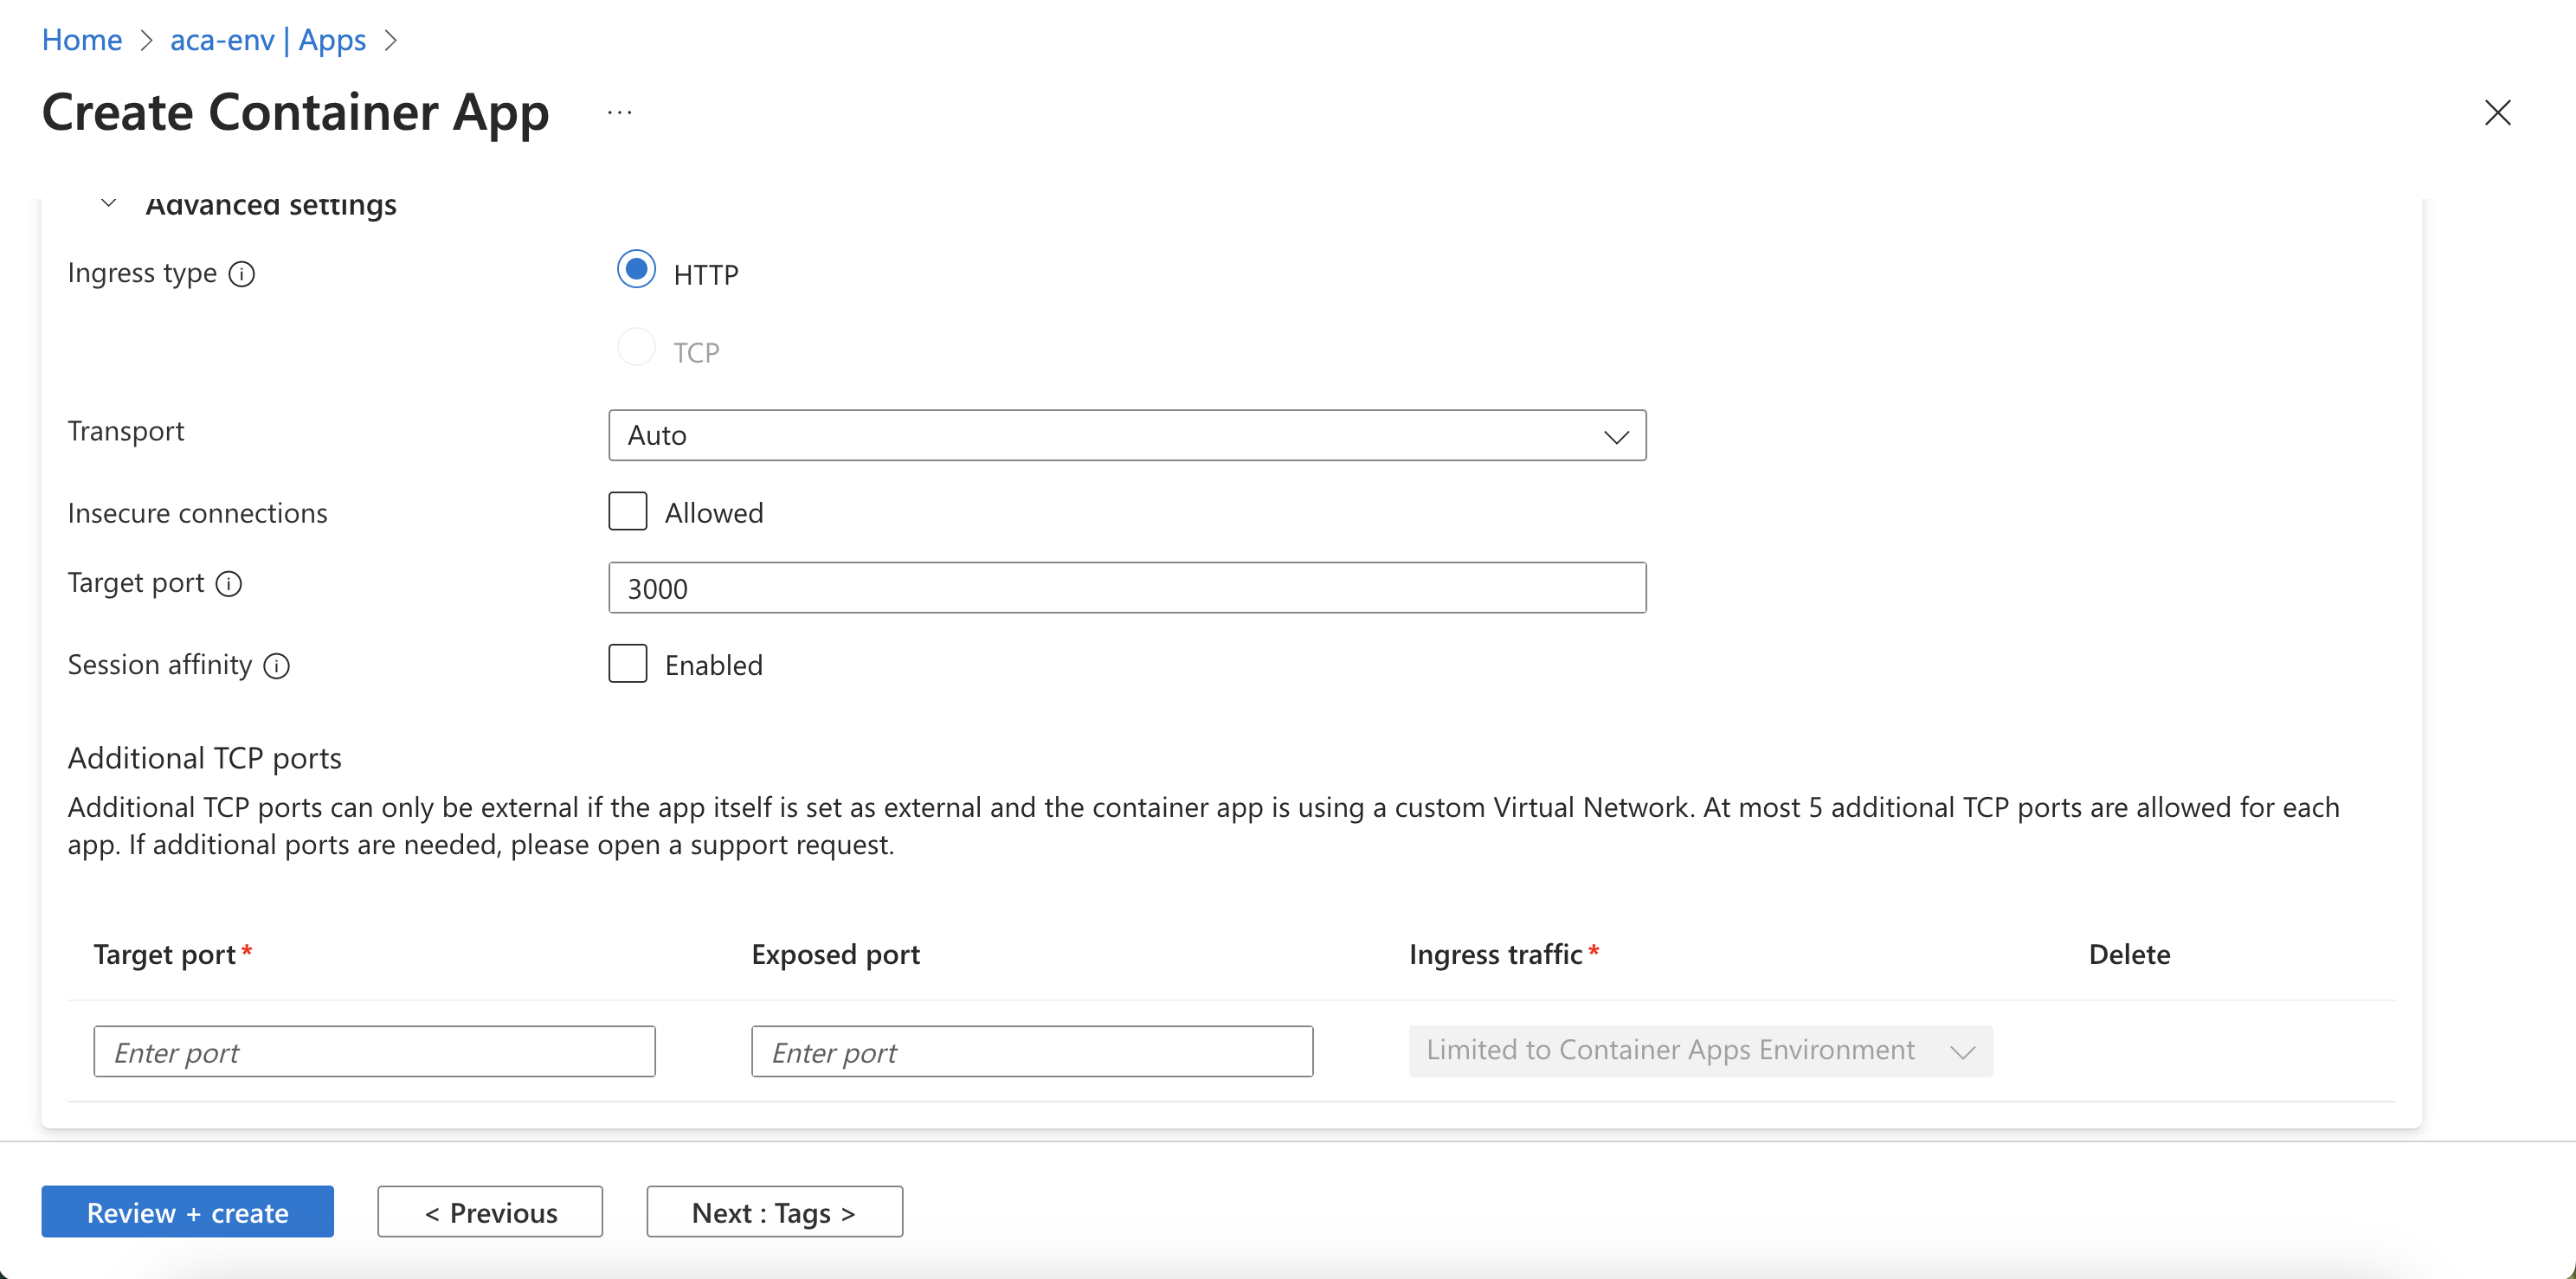 Home > aca-env | Apps >
Create Container App ...
Advanced settings
Ingress type
HTTP
TCP
Transport
Auto
Insecure connections
Allowed
Target port
3000
Session affinity
Enabled
Additional TCP ports
Additional TCP ports can only be external if the app itself is set as external and the container app is using a custom Virtual Network. At most 5 additional TCP ports are allowed for each
app. If additional ports are needed, please open a support request.
Target port* Exposed port Ingress traffic* Delete
Enter port Enter port Limited to Container Apps Environment
Review + create < Previous Next : Tags >